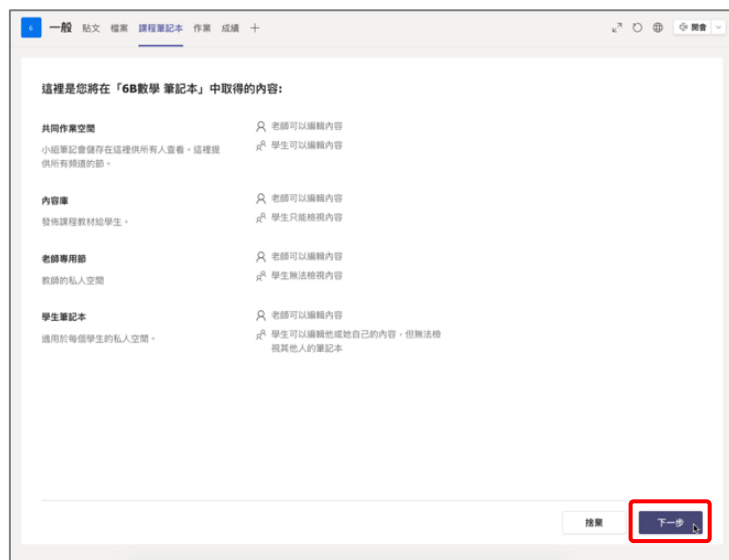 6 一般 貼文 檔案 課程筆記本 作業 成績 開會
這裡是您將在「6B數學 筆記本」中取得的內容:
共同作業空間
小組筆記會儲存在這裡供所有人查看。這裡提
供所有頻道的節。
老師可以編輯內容
學生可以編輯內容
內容庫
發佈課程教材給學生。
老師可以編輯內容
學生只能檢視內容
老師專用節
教師的私人空間
老師可以編輯內容
學生無法檢視內容
學生筆記本
適用於每個學生的私人空間。
老師可以編輯內容
學生可以編輯他或她自己的內容，但無法檢
視其他人的筆記本
捨棄 下一步